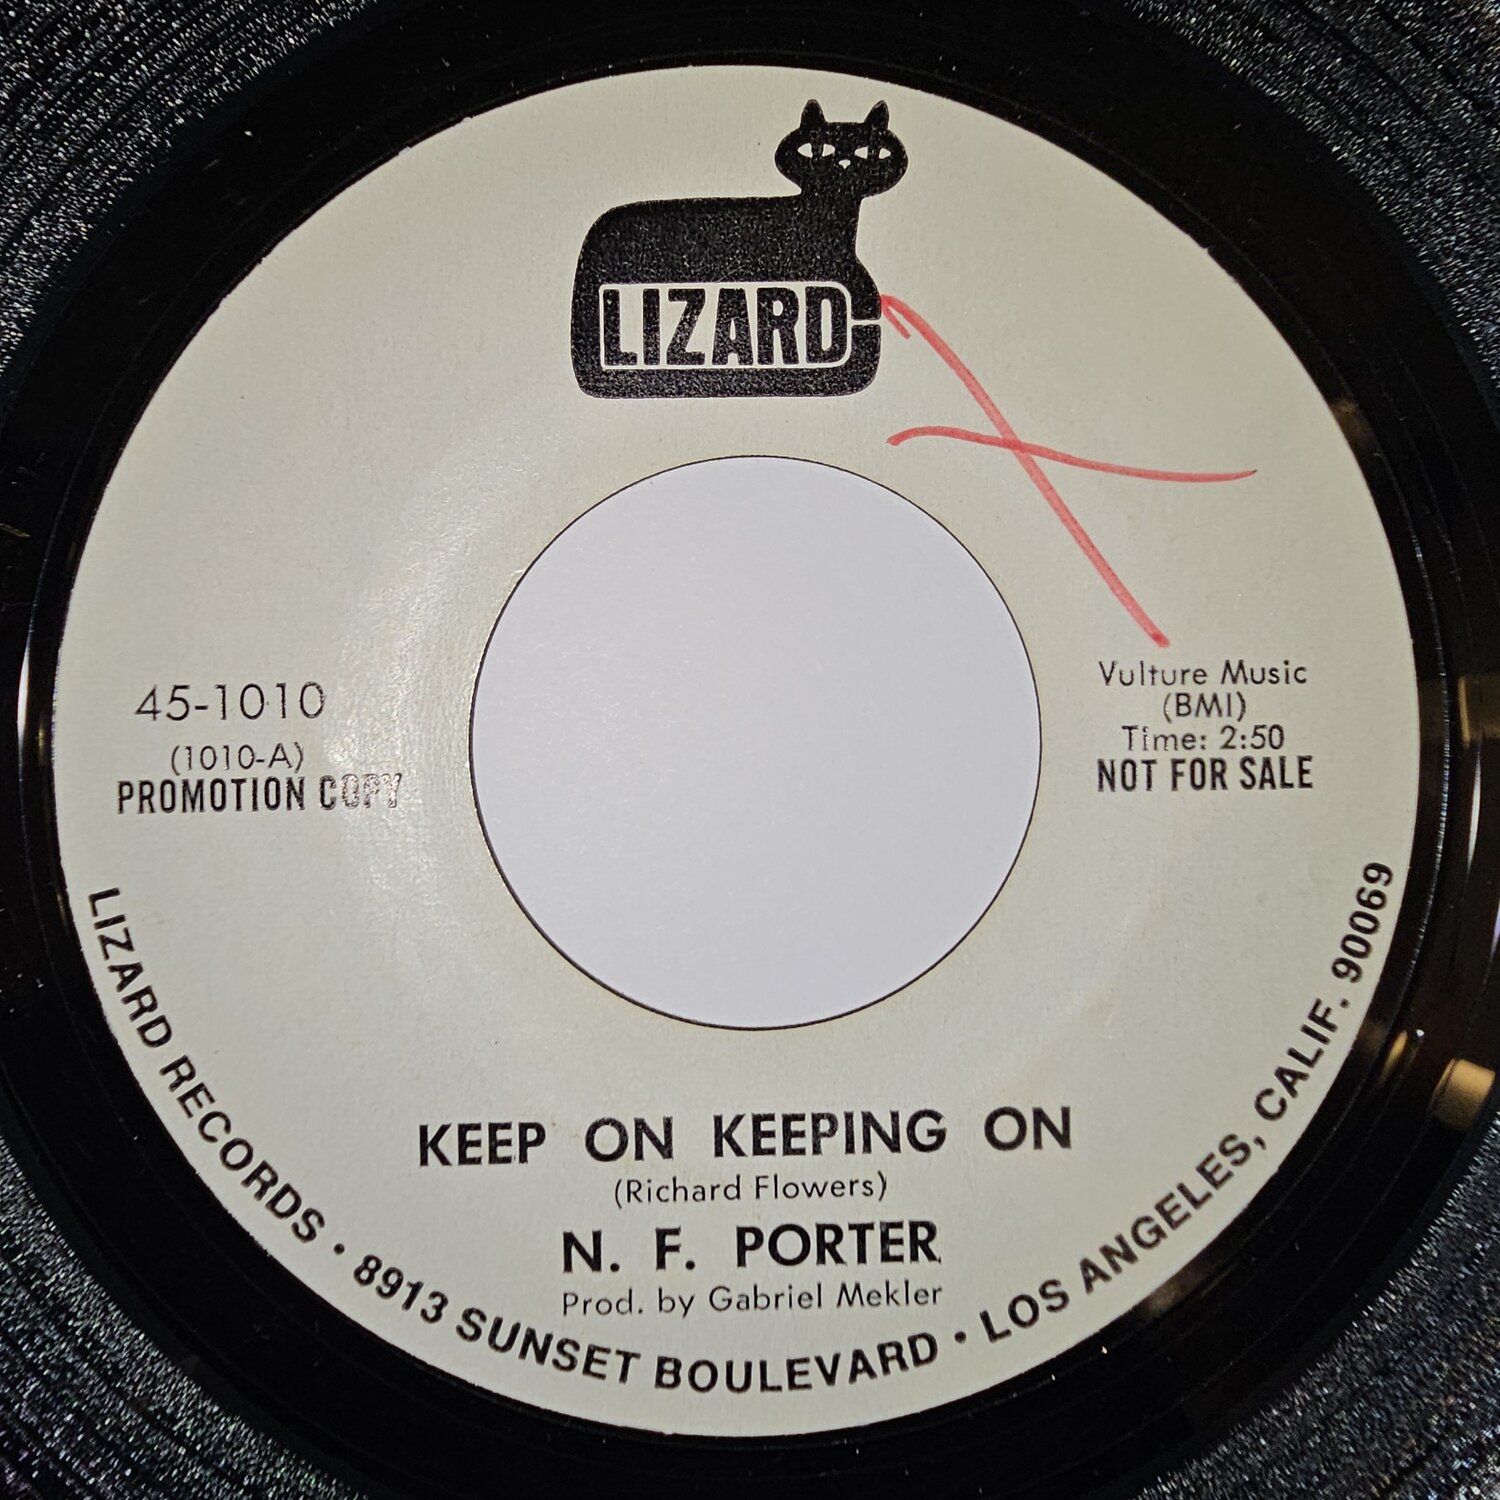 LIZARD
45-1010
(1010-A)
PROMOTION COPY
Vulture Music
(BMI)
Time: 2:50
NOT FOR SALE
KEEP ON KEEPING ON
(Richard Flowers)
N. F. PORTER
Prod. by Gabriel Mekler
LIZARD RECORDS • 8913 SUNSET BOULEVARD • LOS ANGELES, CALIF. 90069